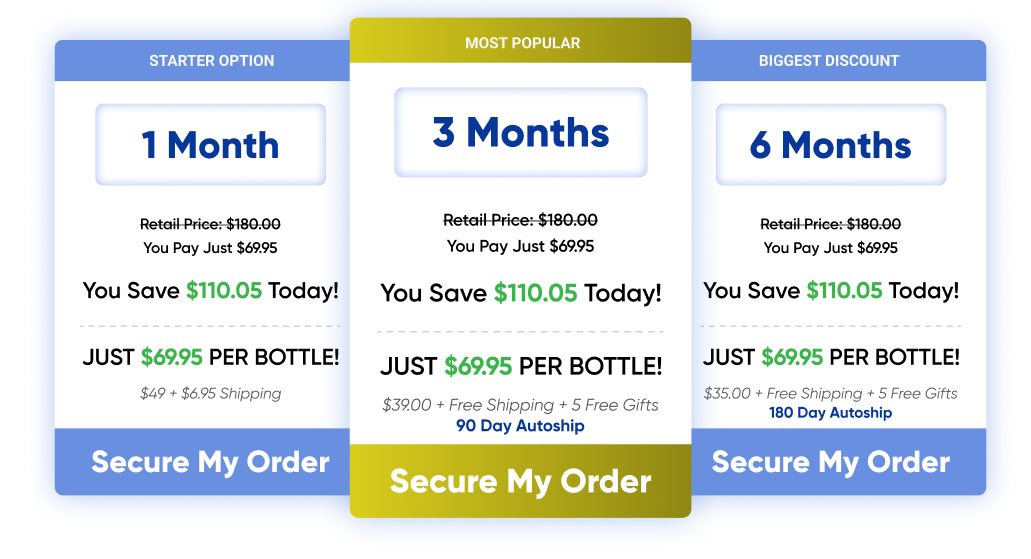 STARTER OPTION
1 Month
Retail Price: $180.00
You Pay Just $69.95
You Save $110.05 Today!
JUST $69.95 PER BOTTLE!
$49 + $6.95 Shipping
Secure My Order
MOST POPULAR
3 Months
Retail Price: $180.00
You Pay Just $69.95
You Save $110.05 Today!
JUST $69.95 PER BOTTLE!
$39.00 + Free Shipping + 5 Free Gifts
90 Day Autoship
Secure My Order
BIGGEST DISCOUNT
6 Months
Retail Price: $180.00
You Pay Just $69.95
You Save $110.05 Today!
JUST $69.95 PER BOTTLE!
$35.00 + Free Shipping + 5 Free Gifts
180 Day Autoship
Secure My Order